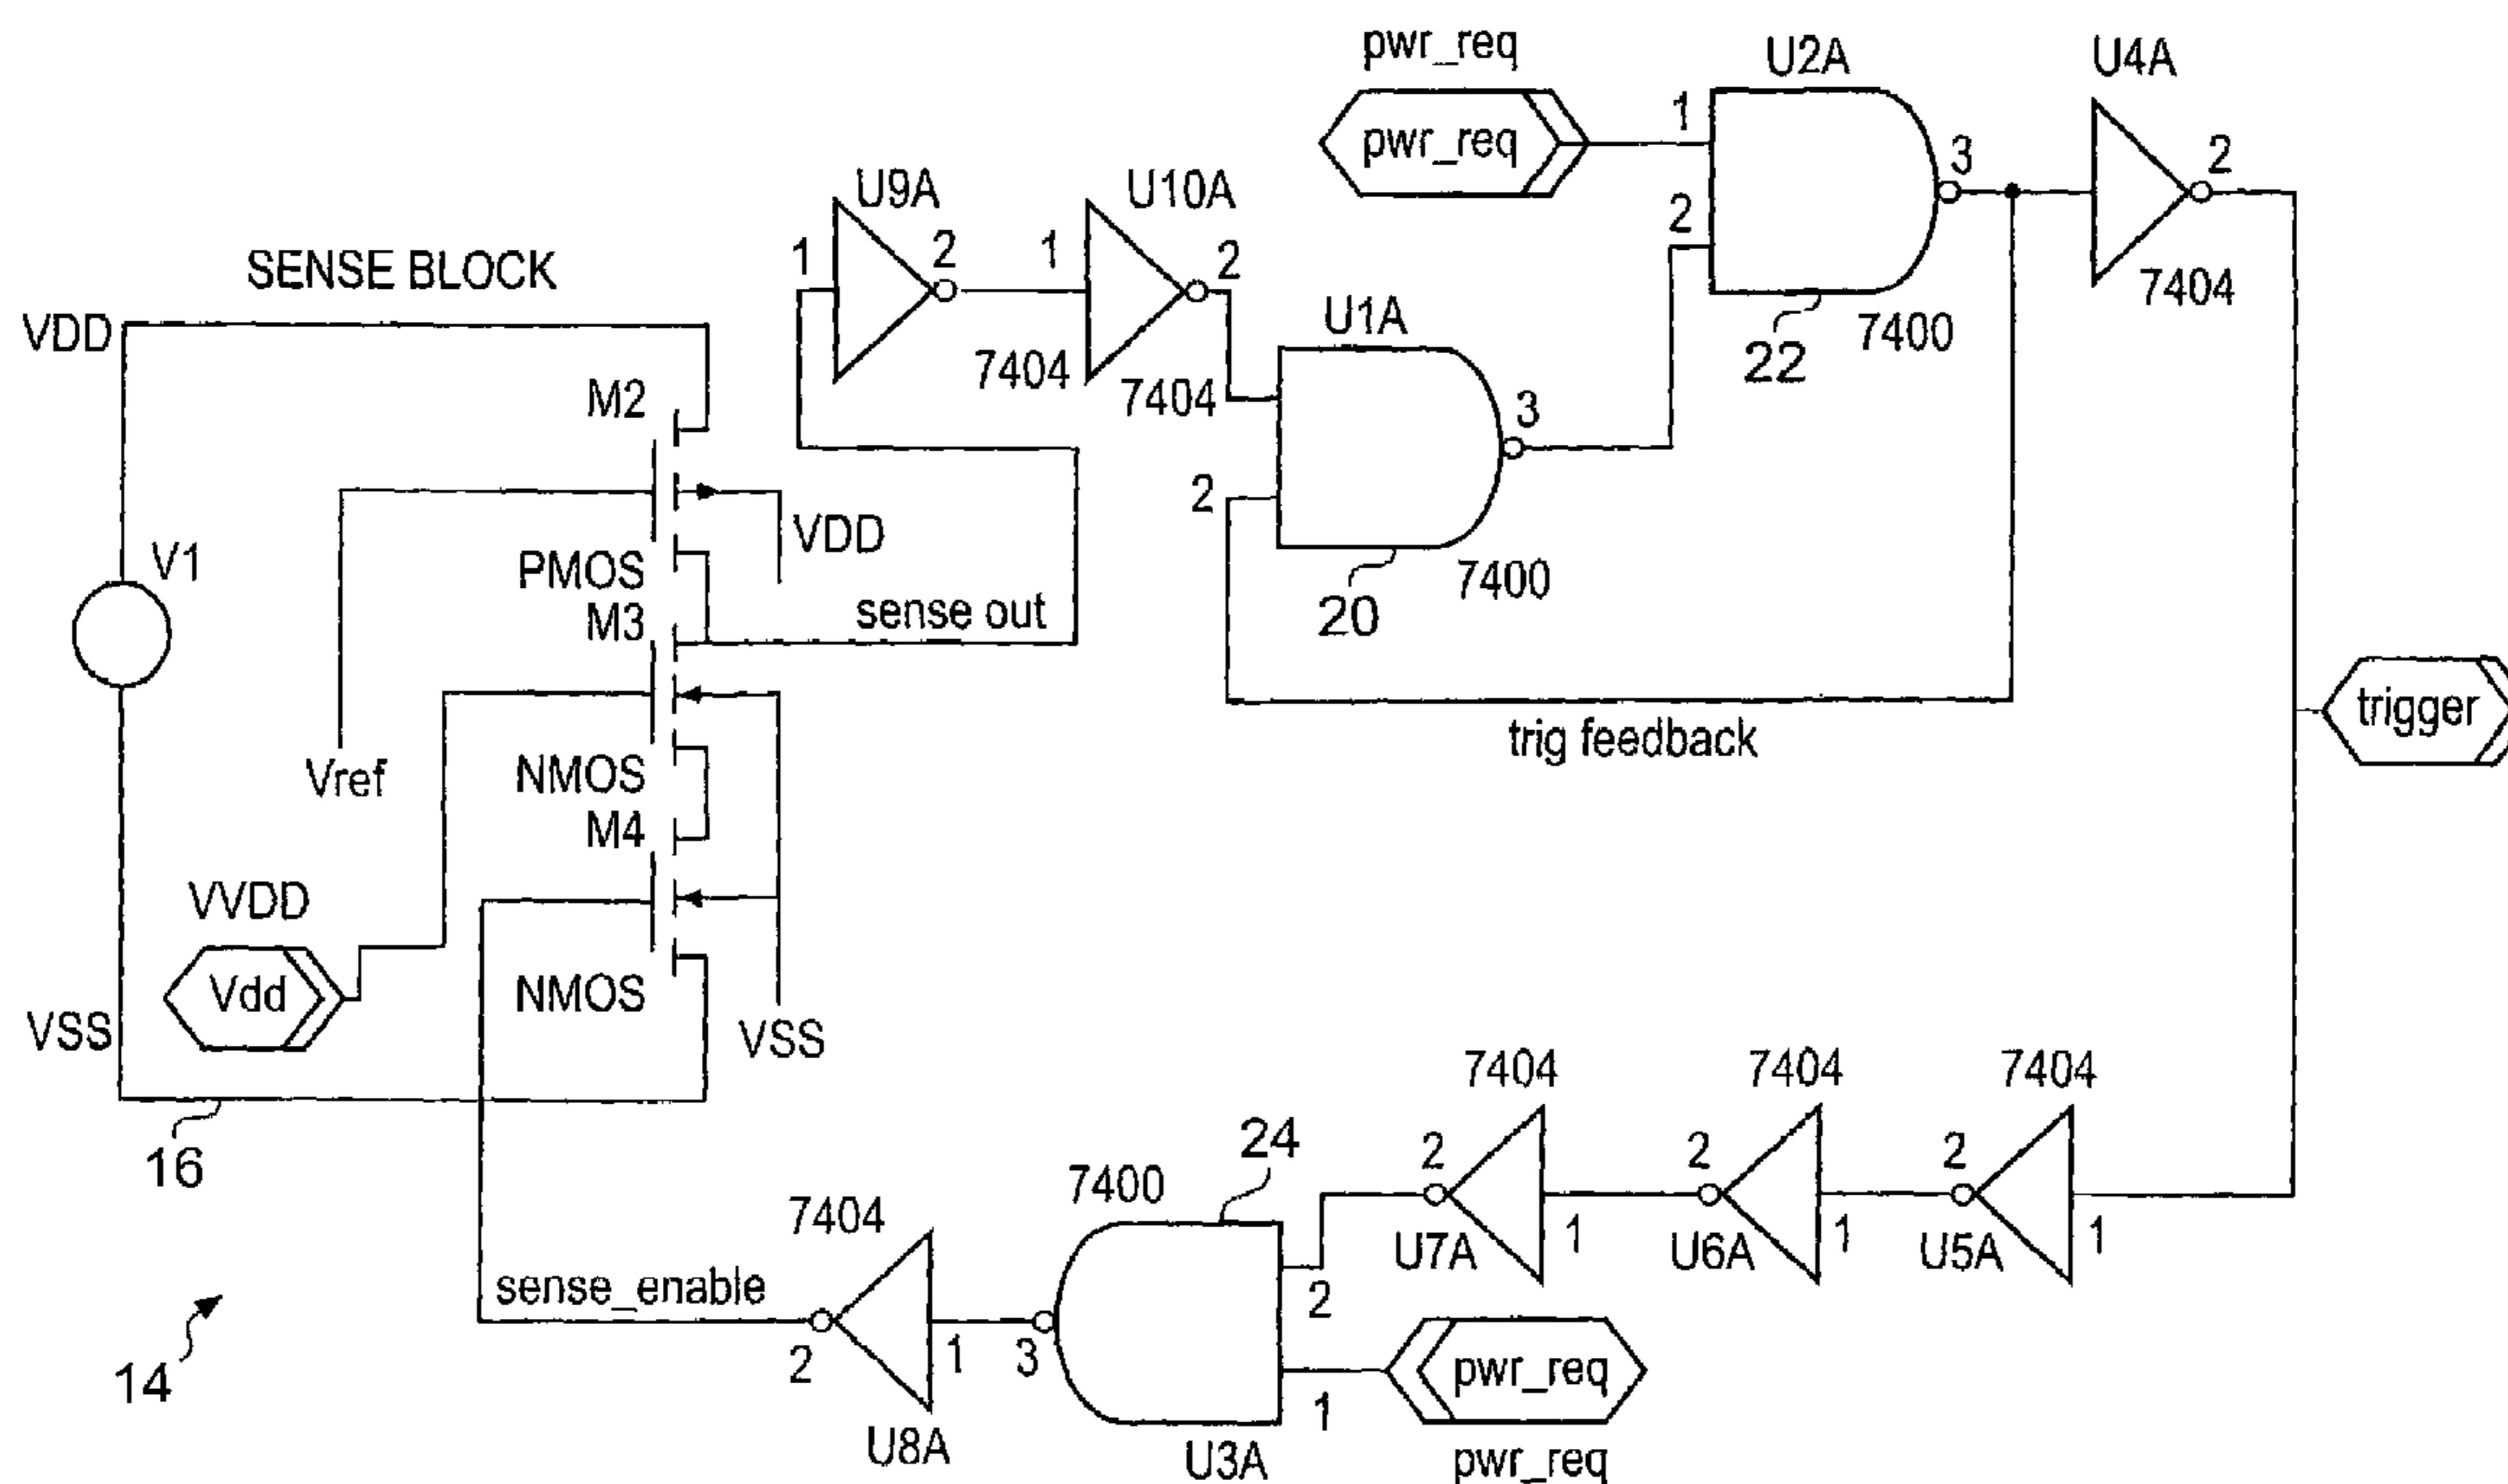 pwr_req
U2A
U4A
pwr_req
1
3
2
2
U9A
U10A
1
2
1
2
7404
SENSE BLOCK
VDD
U1A
22
7400
7404
7404
M2
3
2
V1
VDD
20
7400
PMOS
M3
sense out
trigger
trig feedback
Vref
NMOS
M4
VVDD
Vdd
NMOS
VSS
VSS
7404
7404
7404
16
24
2
2
2
7400
7404
1
1
1
U7A
U6A
U5A
sense_enable
2
14
2
1
3
pwr_req
1
U8A
U3A
pwr_req